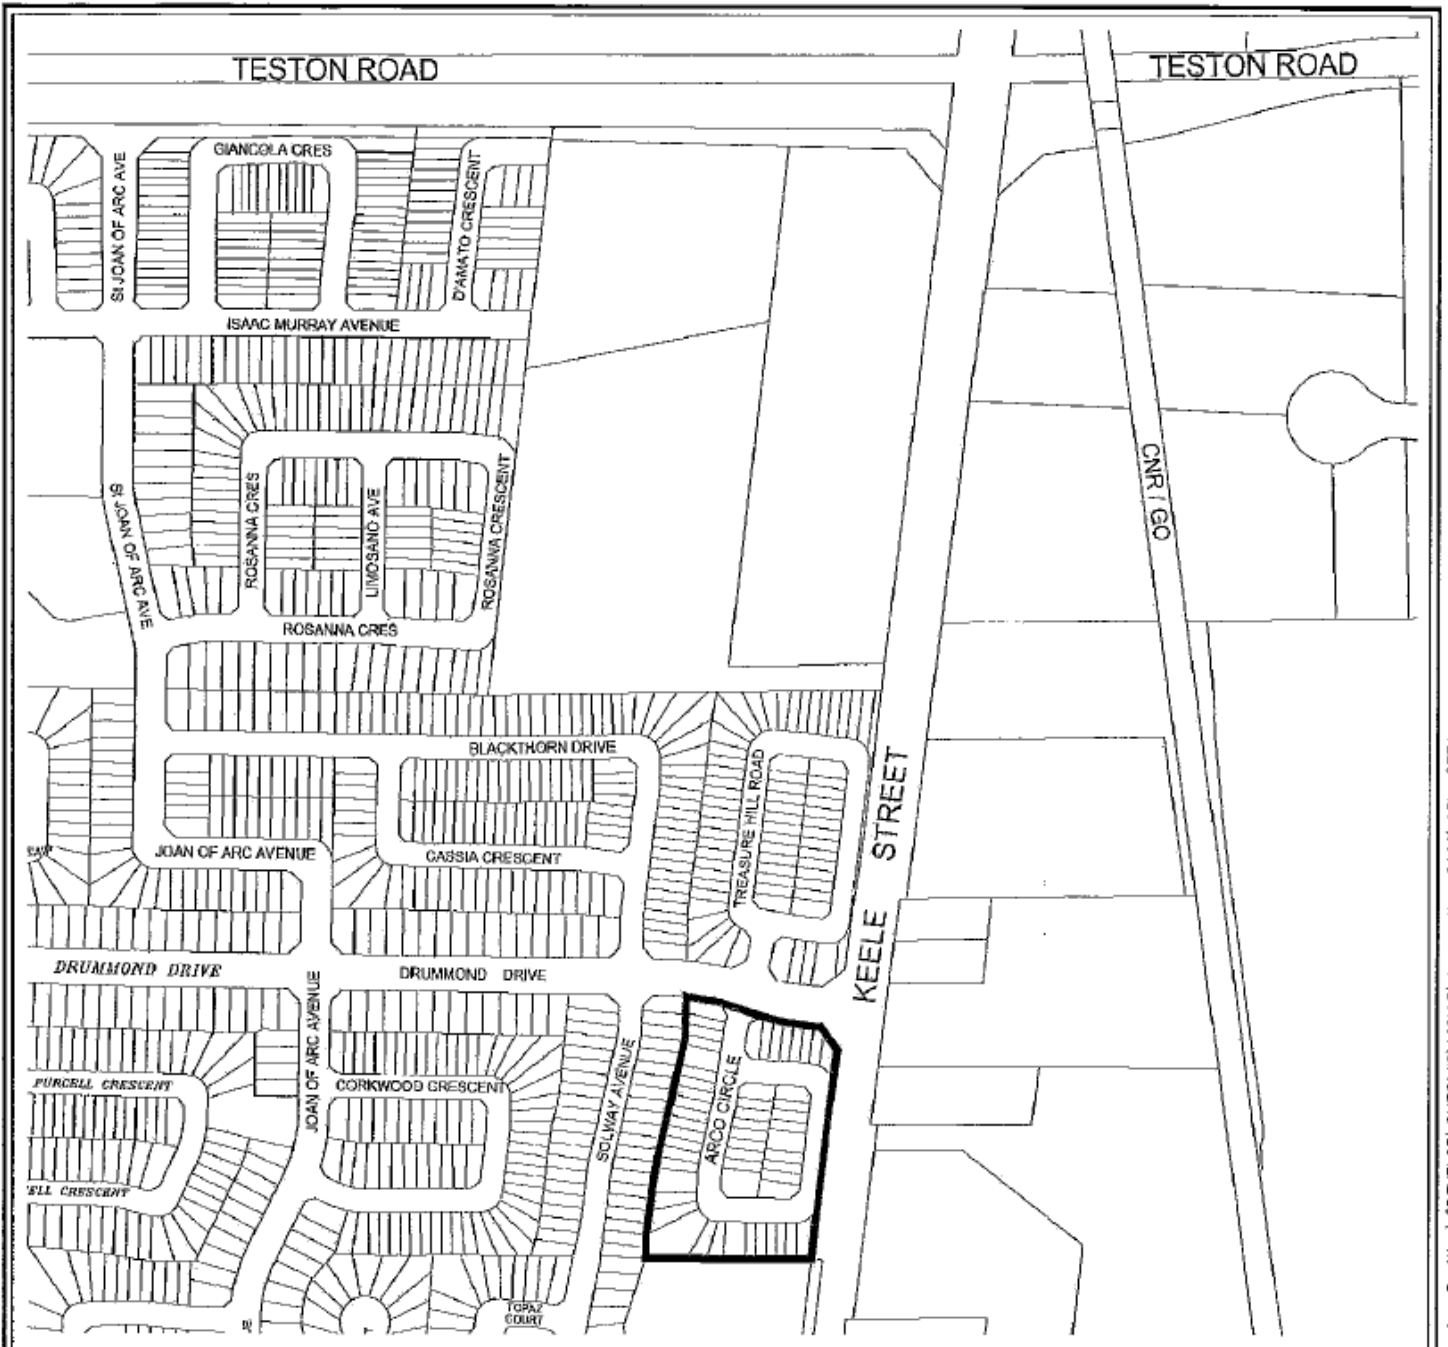 TESTON ROAD
TESTON ROAD
GIANCOLA CRES
St JOAN OF ARC AVE
D'AMATO CRESCENT
ISAAC MURRAY AVENUE
CNR / GO
ROSANNA CRES
LIMOSANO AVE
ROSANNA CRESCENT
St. JOAN OF ARC AVE
ROSANNA CRES
BLACKTHORN DRIVE
TREASURE HILL ROAD
KEELE STREET
JOAN OF ARC AVENUE
CASSIA CRESCENT
DRUMMOND DRIVE
DRUMMOND DRIVE
KEELE
JOAN OF ARC AVENUE
SOLWAY AVENUE
ARCO CIRCLE
PURCELL CRESCENT
CORKWOOD CRESCENT
ELL CRESCENT
TOPAZ
COURT